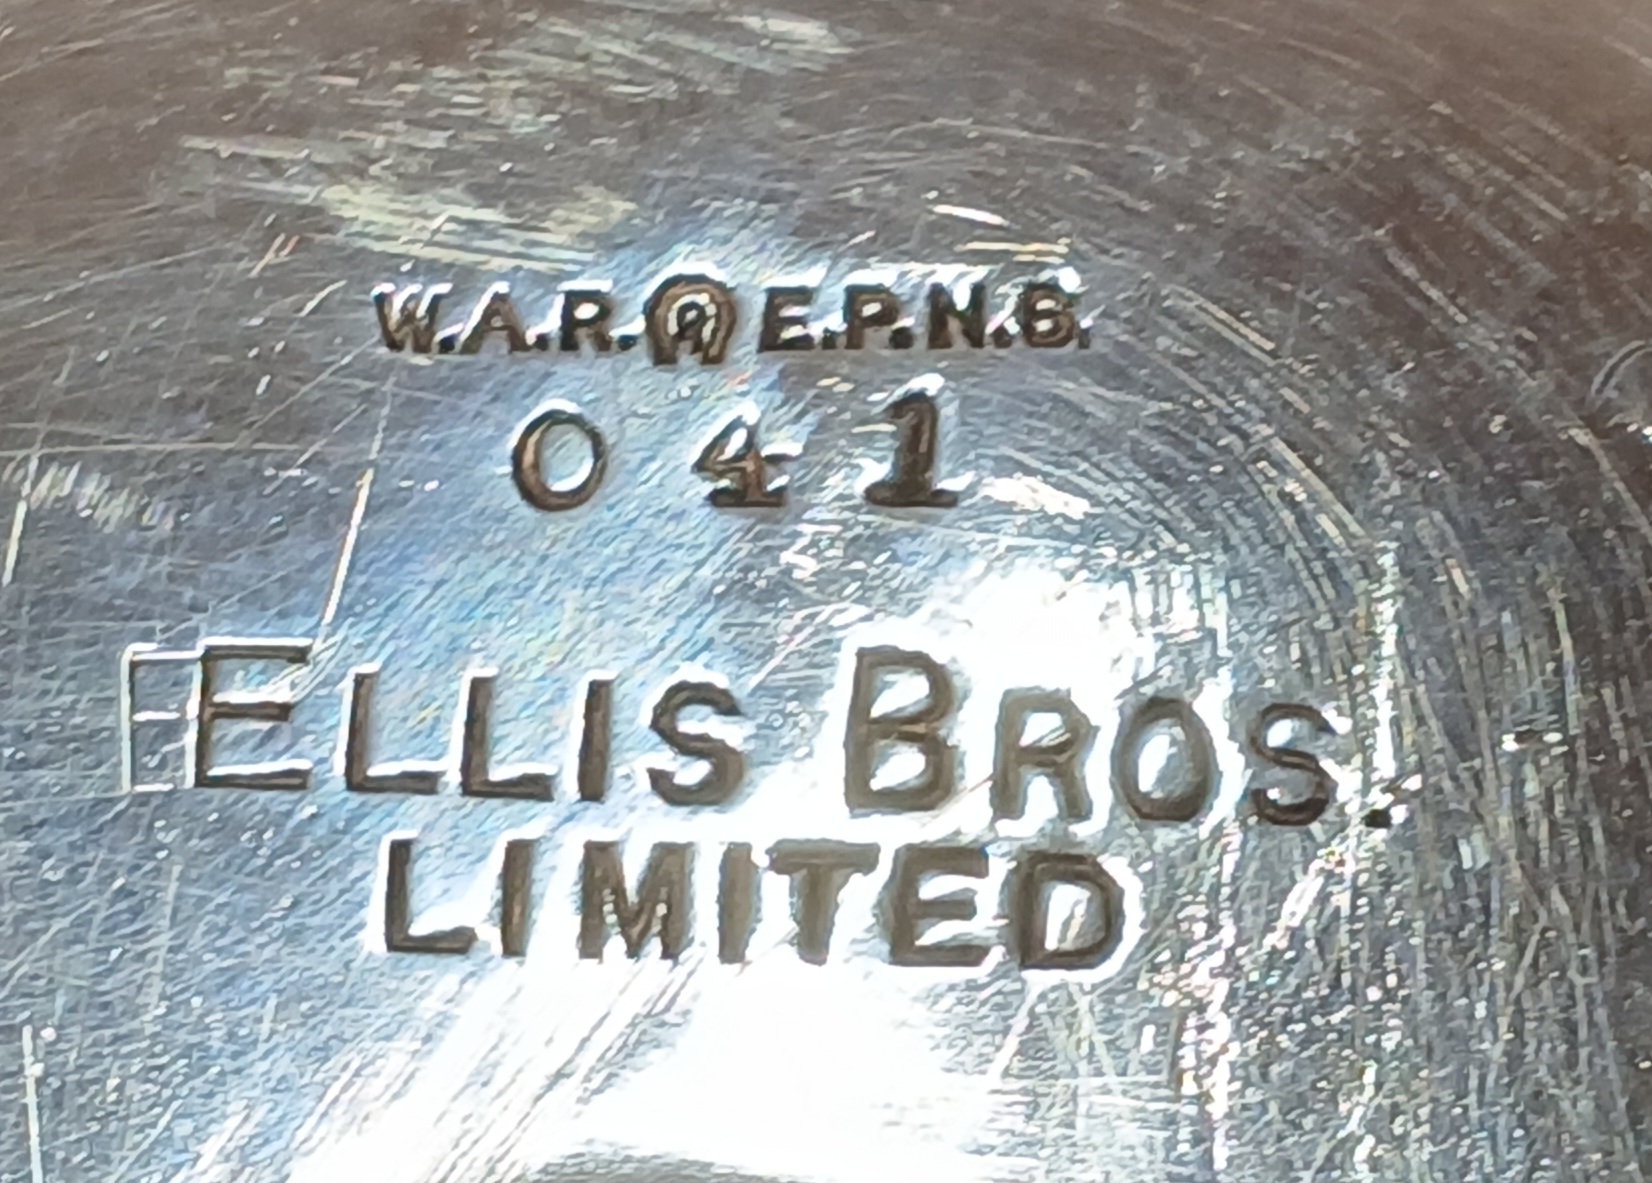 W.A.R. R E.P.N.S.
041
ELLIS BROS.
LIMITED